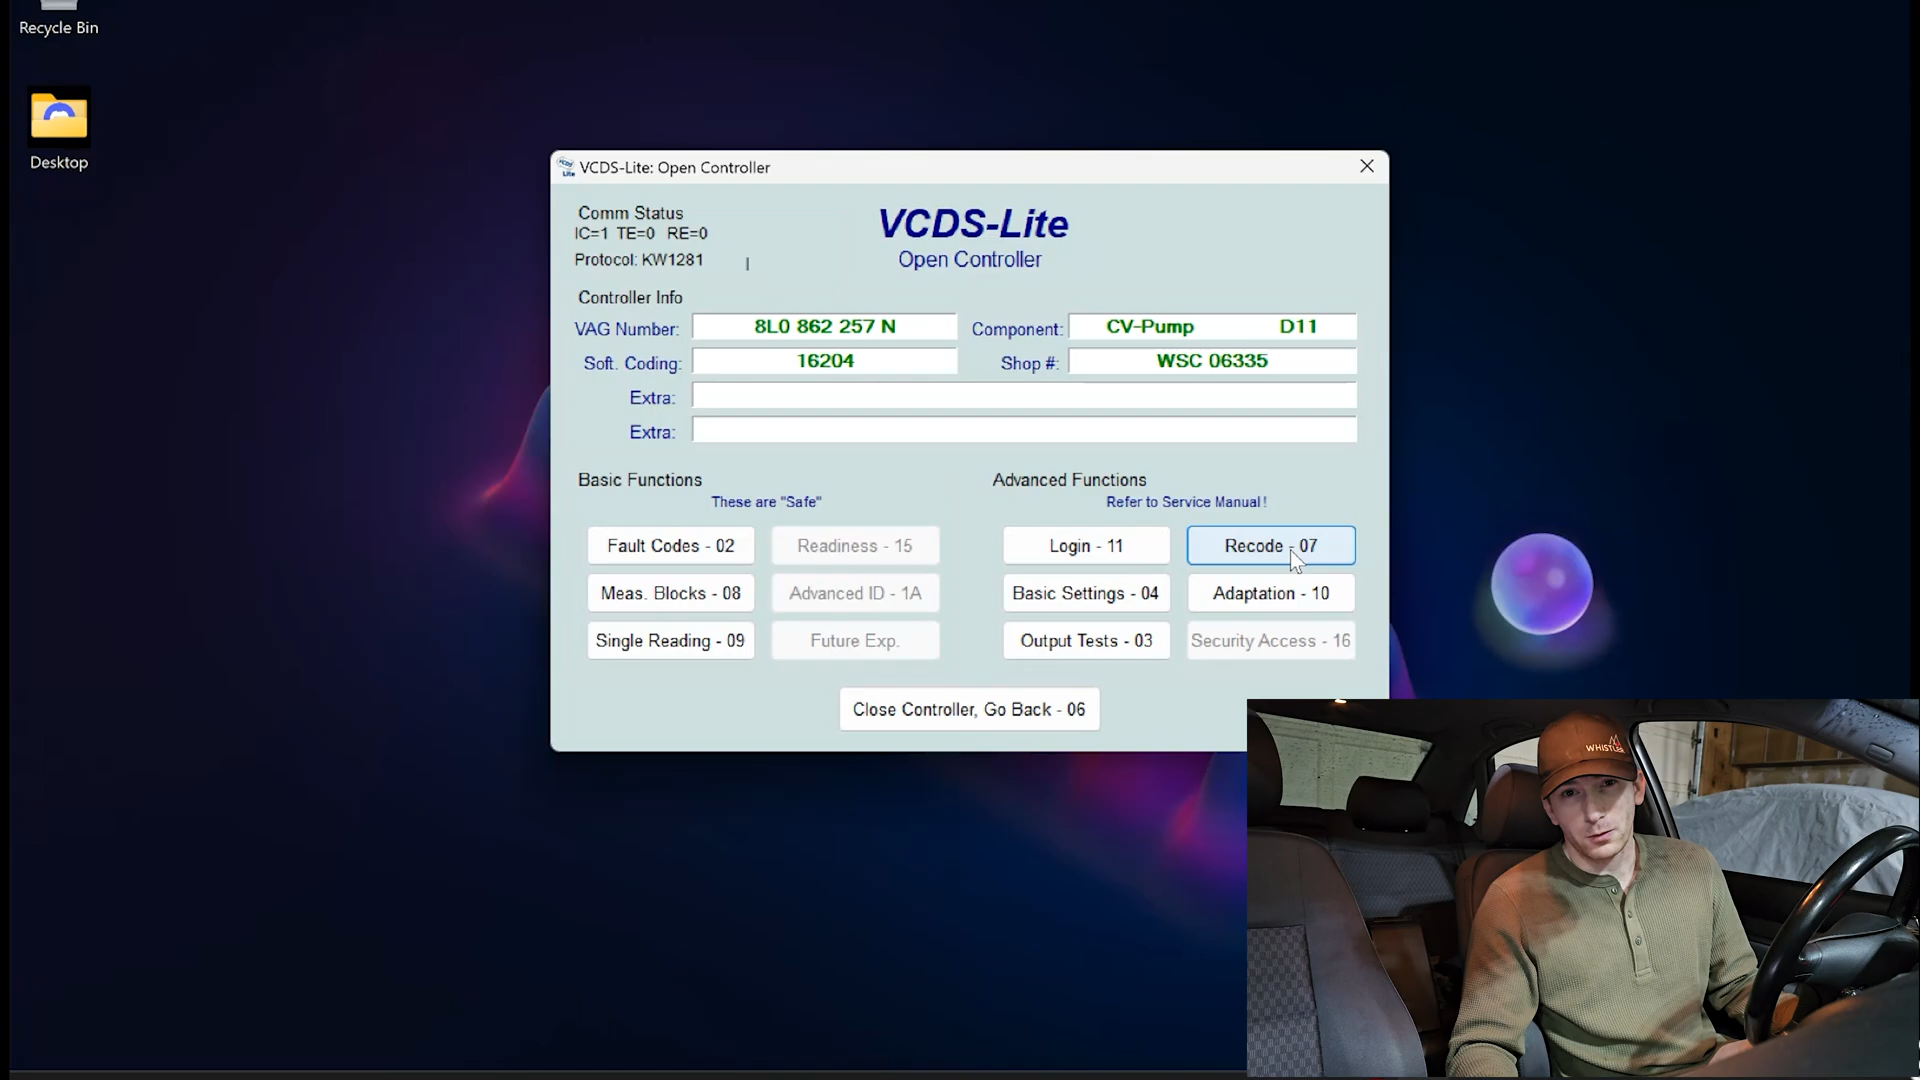 Recycle Bin
Desktop
VCDS-Lite: Open Controller
Comm Status
IC=1 TE=0 RE=0
Protocol: KW1281 |
VCDS-Lite
Open Controller
Controller Info
VAG Number: 8L0 862 257 N
Component: CV-Pump D11
Soft. Coding: 16204
Shop #: WSC 06335
Extra:
Extra:
Basic Functions
These are "Safe"
Advanced Functions
Refer to Service Manual!
Fault Codes - 02
Readiness - 15
Login - 11
Recode - 07
Meas. Blocks - 08
Advanced ID - 1A
Basic Settings - 04
Adaptation - 10
Single Reading - 09
Future Exp.
Output Tests - 03
Security Access - 16
Close Controller, Go Back - 06